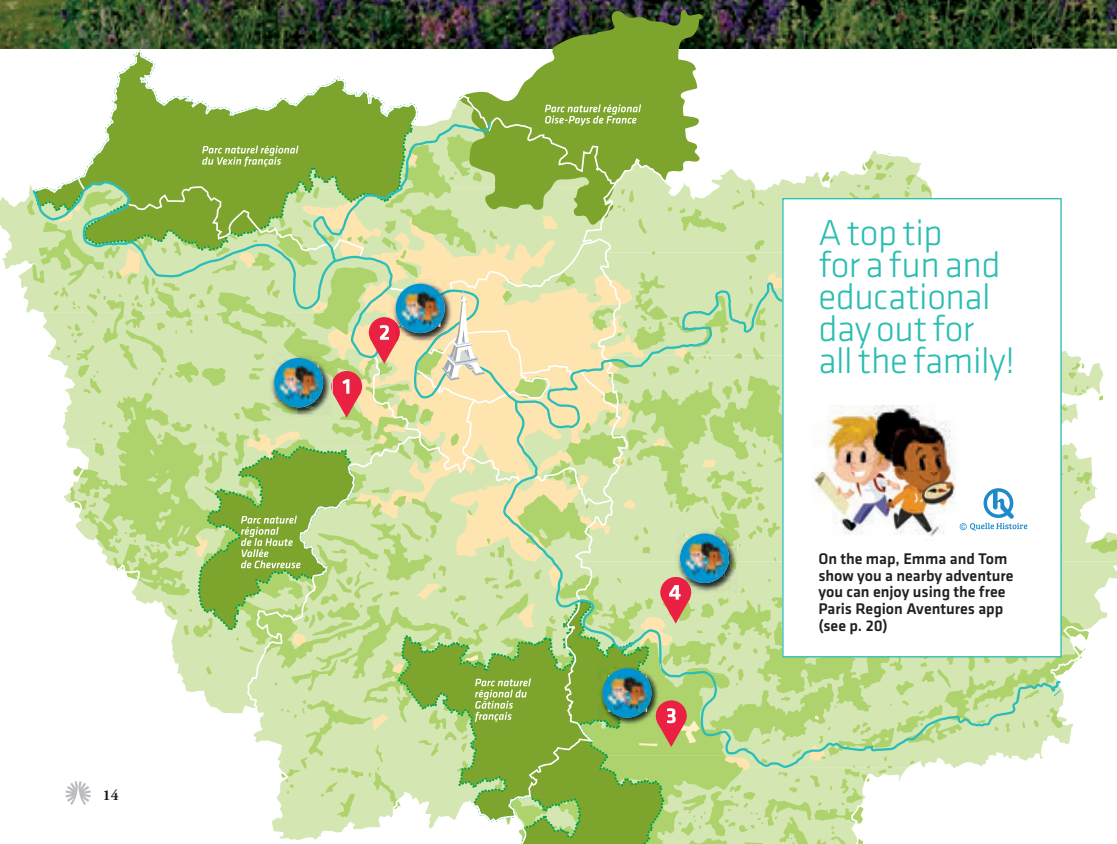 Parc naturel régional
Oise-Pays de France
Parc naturel régional
du Vexin français
A top tip
for a fun and
educational
day out for
all the family!
2
1
© Quelle Histoire
Parc naturel
régional
de la Haute
Vallée
de Chevreuse
On the map, Emma and Tom
show you a nearby adventure
you can enjoy using the free
Paris Region Aventures app
(see p. 20)
4
Parc naturel
régional du
Gâtinais
français
3
14